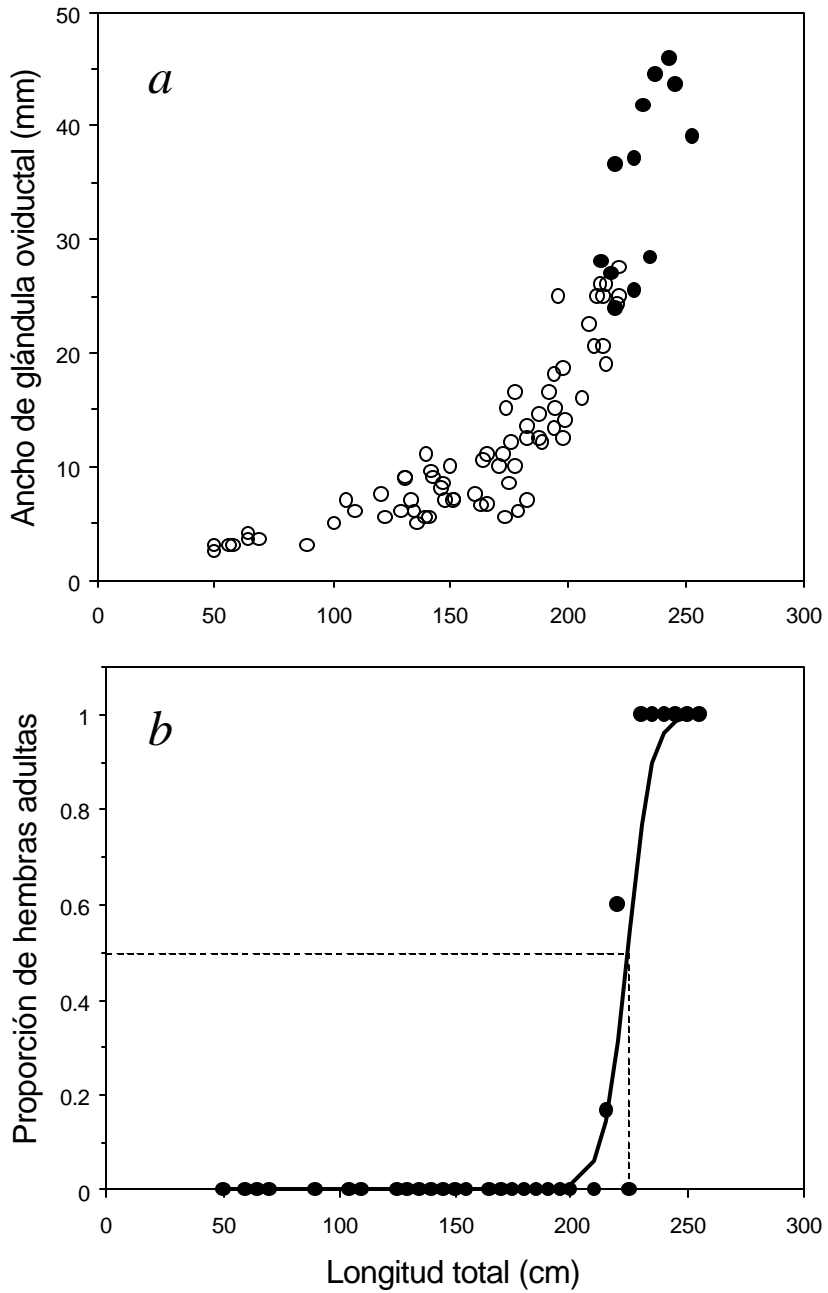 a
Ancho de glándula oviductal (mm)
50
40
30
20
10
0
0 50 100 150 200 250 300
b
Proporción de hembras adultas
1
0.8
0.6
0.4
0.2
0
0 50 100 150 200 250 300
Longitud total (cm)